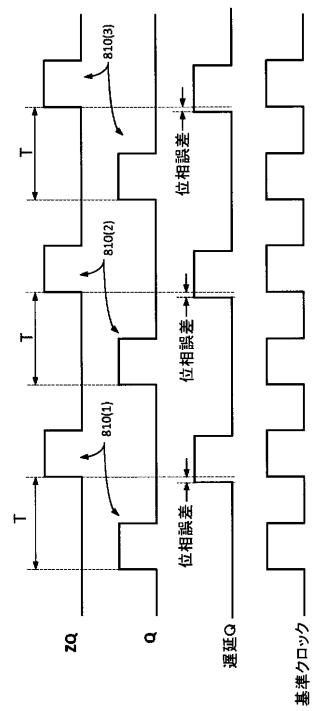 ZQ
T
T
T
810(1)
810(2)
810(3)
Q
遅延Q
位相誤差
位相誤差
位相誤差
基準クロック